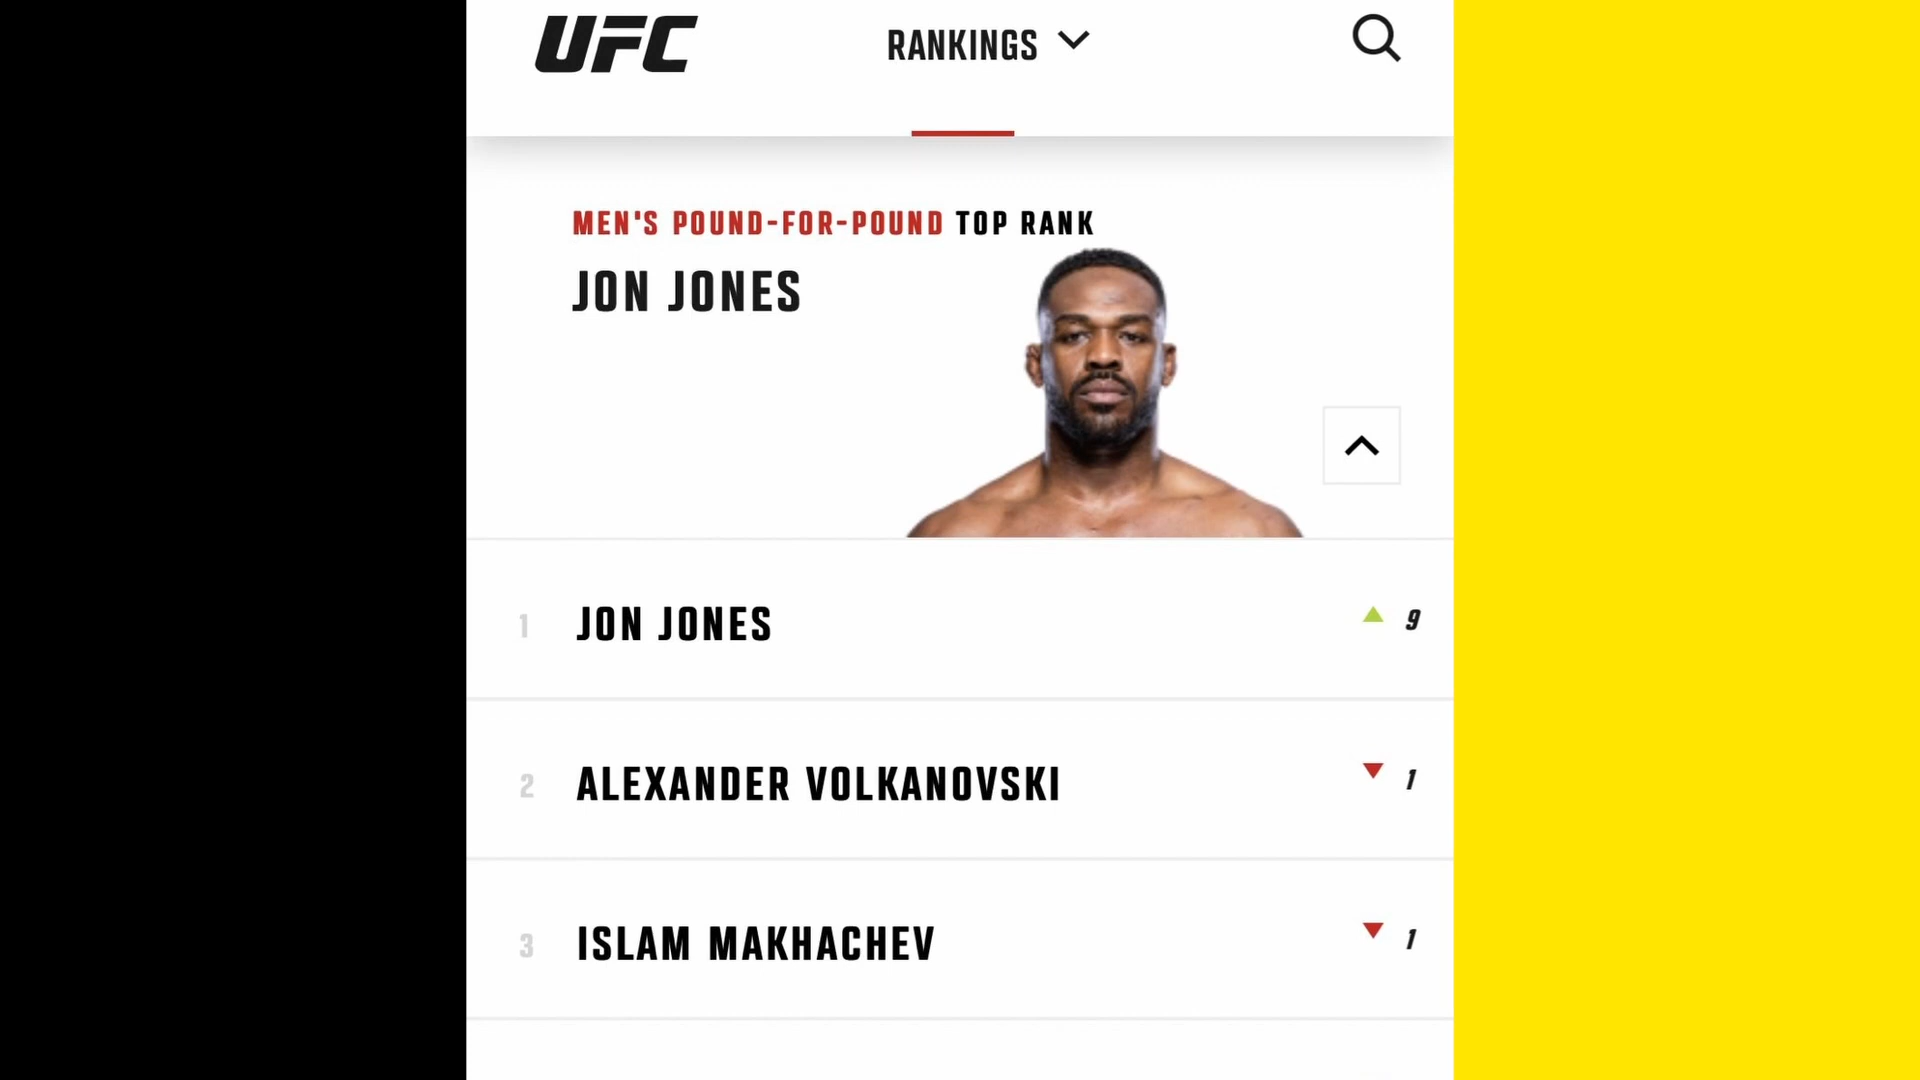 UFC
RANKINGS
MEN'S POUND-FOR-POUND TOP RANK
JON JONES
1 JON JONES 9
2 ALEXANDER VOLKANOVSKI 1
3 ISLAM MAKHACHEV 1